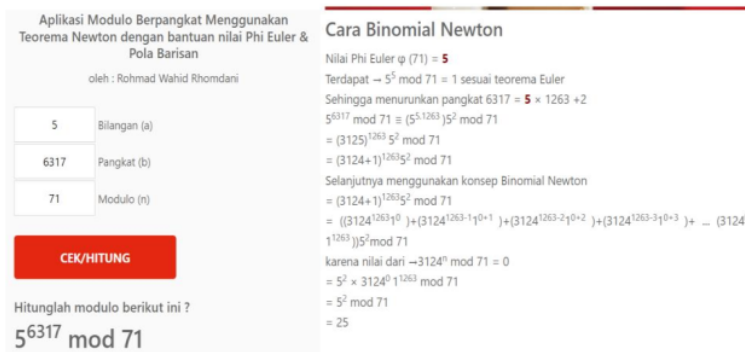 Aplikasi Modulo Berpangkat Menggunakan
Teorema Newton dengan bantuan nilai Phi Euler &
Pola Barisan
oleh : Rohmad Wahid Rhomdani
5 Bilangan (a)
6317 Pangkat (b)
71 Modulo (n)
CEK/HITUNG
Hitunglah modulo berikut ini ?
5^6317 mod 71
Cara Binomial Newton
Nilai Phi Euler φ (71) = 5
Terdapat → 5^5 mod 71 = 1 sesuai teorema Euler
Sehingga menurunkan pangkat 6317 = 5 × 1263 +2
5^6317 mod 71 ≡ (5^5.1263 )5^2 mod 71
= (3125)^1263 5^2 mod 71
= (3124+1)^1263 5^2 mod 71
Selanjutnya menggunakan konsep Binomial Newton
= (3124+1)^1263 5^2 mod 71
= ((3124^1263 1^0 )+(3124^1263-1 1^0+1 )+(3124^1263-2 1^0+2 )+(3124^1263-3 1^0+3 )+ ... (3124
1^1263 ))5^2 mod 71
karena nilai dari →3124^n mod 71 = 0
= 5^2 × 3124^0 1^1263 mod 71
= 5^2 mod 71
= 25